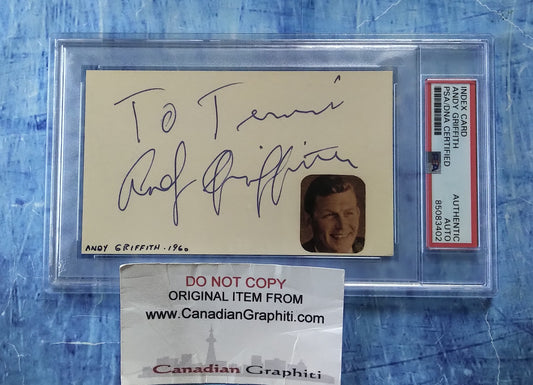 To Terri
Andy Griffith
ANDY GRIFFITH - 1960
INDEX CARD
ANDY GRIFFITH
PSA/DNA CERTIFIED
AUTHENTIC
AUTO
85083402
PSA
DO NOT COPY
ORIGINAL ITEM FROM
www.CanadianGraphiti.com
Canadian Graphiti